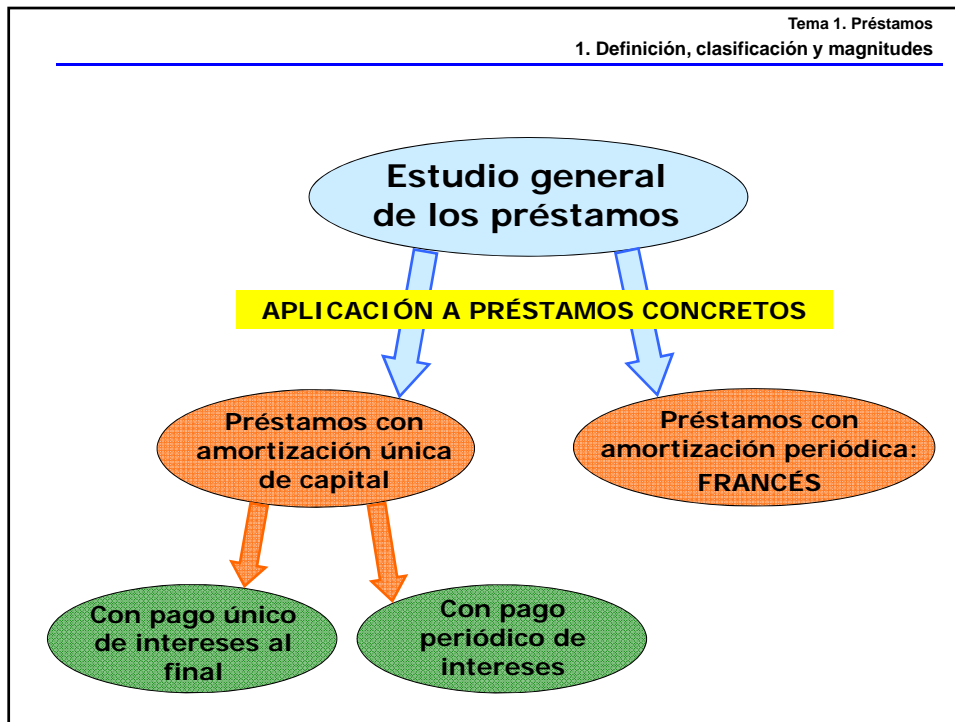 Tema 1. Préstamos
1. Definición, clasificación y magnitudes
Estudio general
de los préstamos
APLICACIÓN A PRÉSTAMOS CONCRETOS
Préstamos con
amortización única
de capital
Préstamos con
amortización periódica:
FRANCÉS
Con pago único
de intereses al
final
Con pago
periódico de
intereses